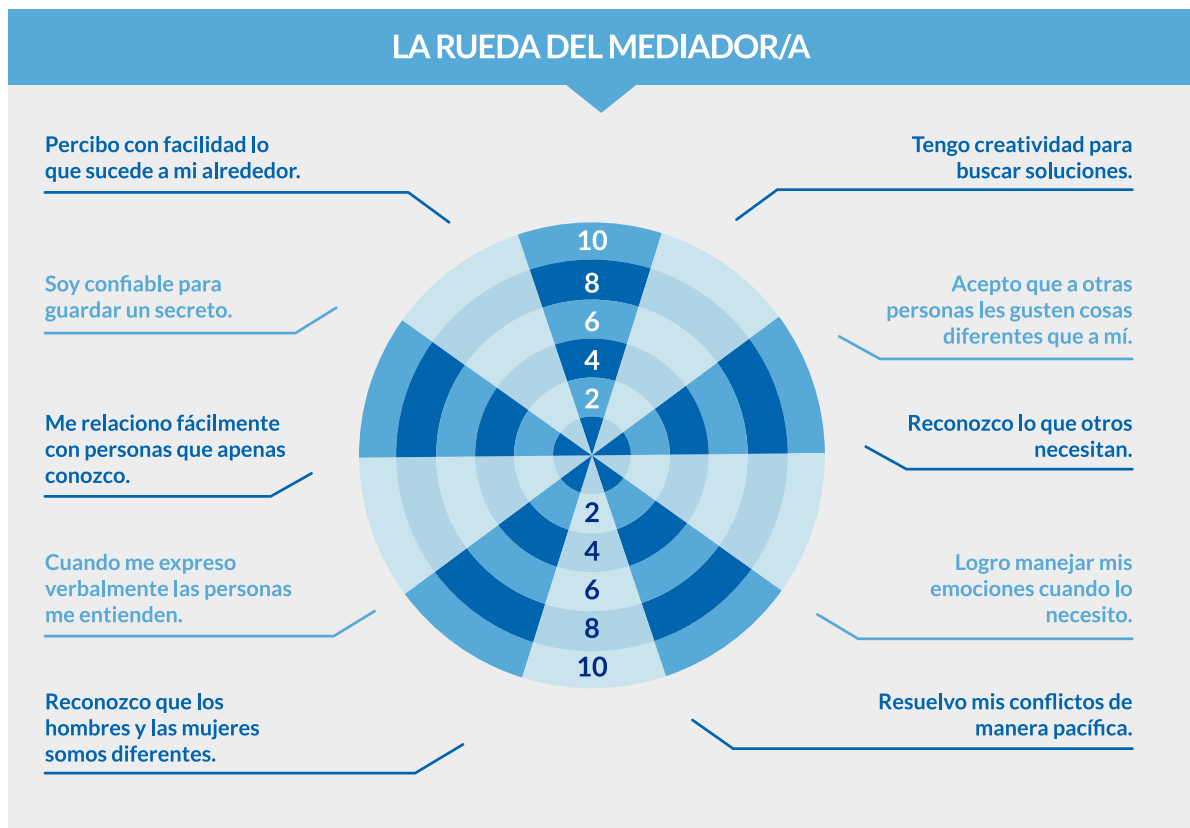 LA RUEDA DEL MEDIADOR/A
Percibo con facilidad lo
que sucede a mi alrededor.
Soy confiable para
guardar un secreto.
Me relaciono fácilmente
con personas que apenas
conozco.
Cuando me expreso
verbalmente las personas
me entienden.
Reconozco que los
hombres y las mujeres
somos diferentes.
10
8
6
4
2
2
4
6
8
10
Tengo creatividad para
buscar soluciones.
Acepto que a otras
personas les gusten cosas
diferentes que a mí.
Reconozco lo que otros
necesitan.
Logro manejar mis
emociones cuando lo
necesito.
Resuelvo mis conflictos de
manera pacífica.